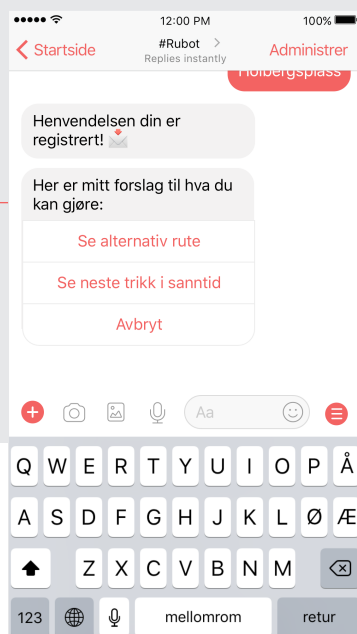 12:00 PM 100%
Startside #Rubot Administrer
Replies instantly
Holbergsplass
Henvendelsen din er
registrert!
Her er mitt forslag til hva du
kan gjøre:
Se alternativ rute
Se neste trikk i sanntid
Avbryt
Aa
Q W E R T Y U I O P Å
A S D F G H J K L Ø Æ
Z X C V B N M
123 mellomrom retur